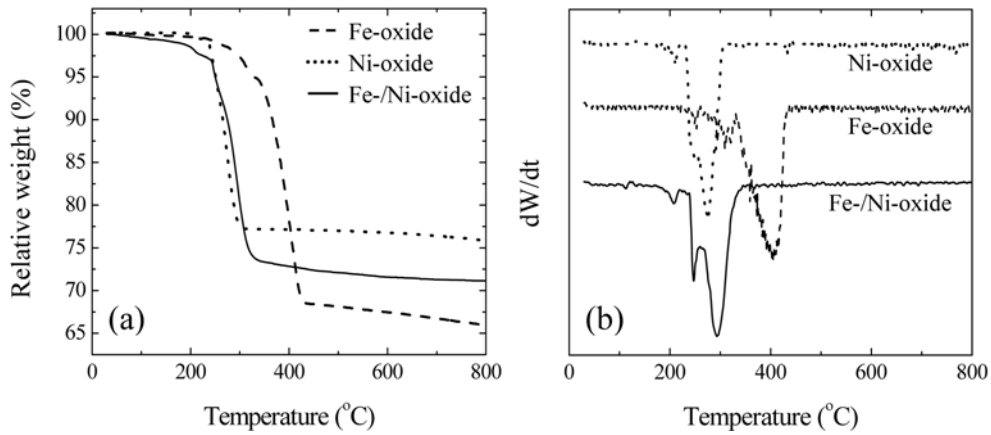 100
95
90
85
80
75
70
65
Relative weight (%)
Fe-oxide
Ni-oxide
Fe-/Ni-oxide
(a)
0
200
400
600
800
Temperature (°C)
dW/dt
Ni-oxide
Fe-oxide
Fe-/Ni-oxide
(b)
0
200
400
600
800
Temperature (°C)